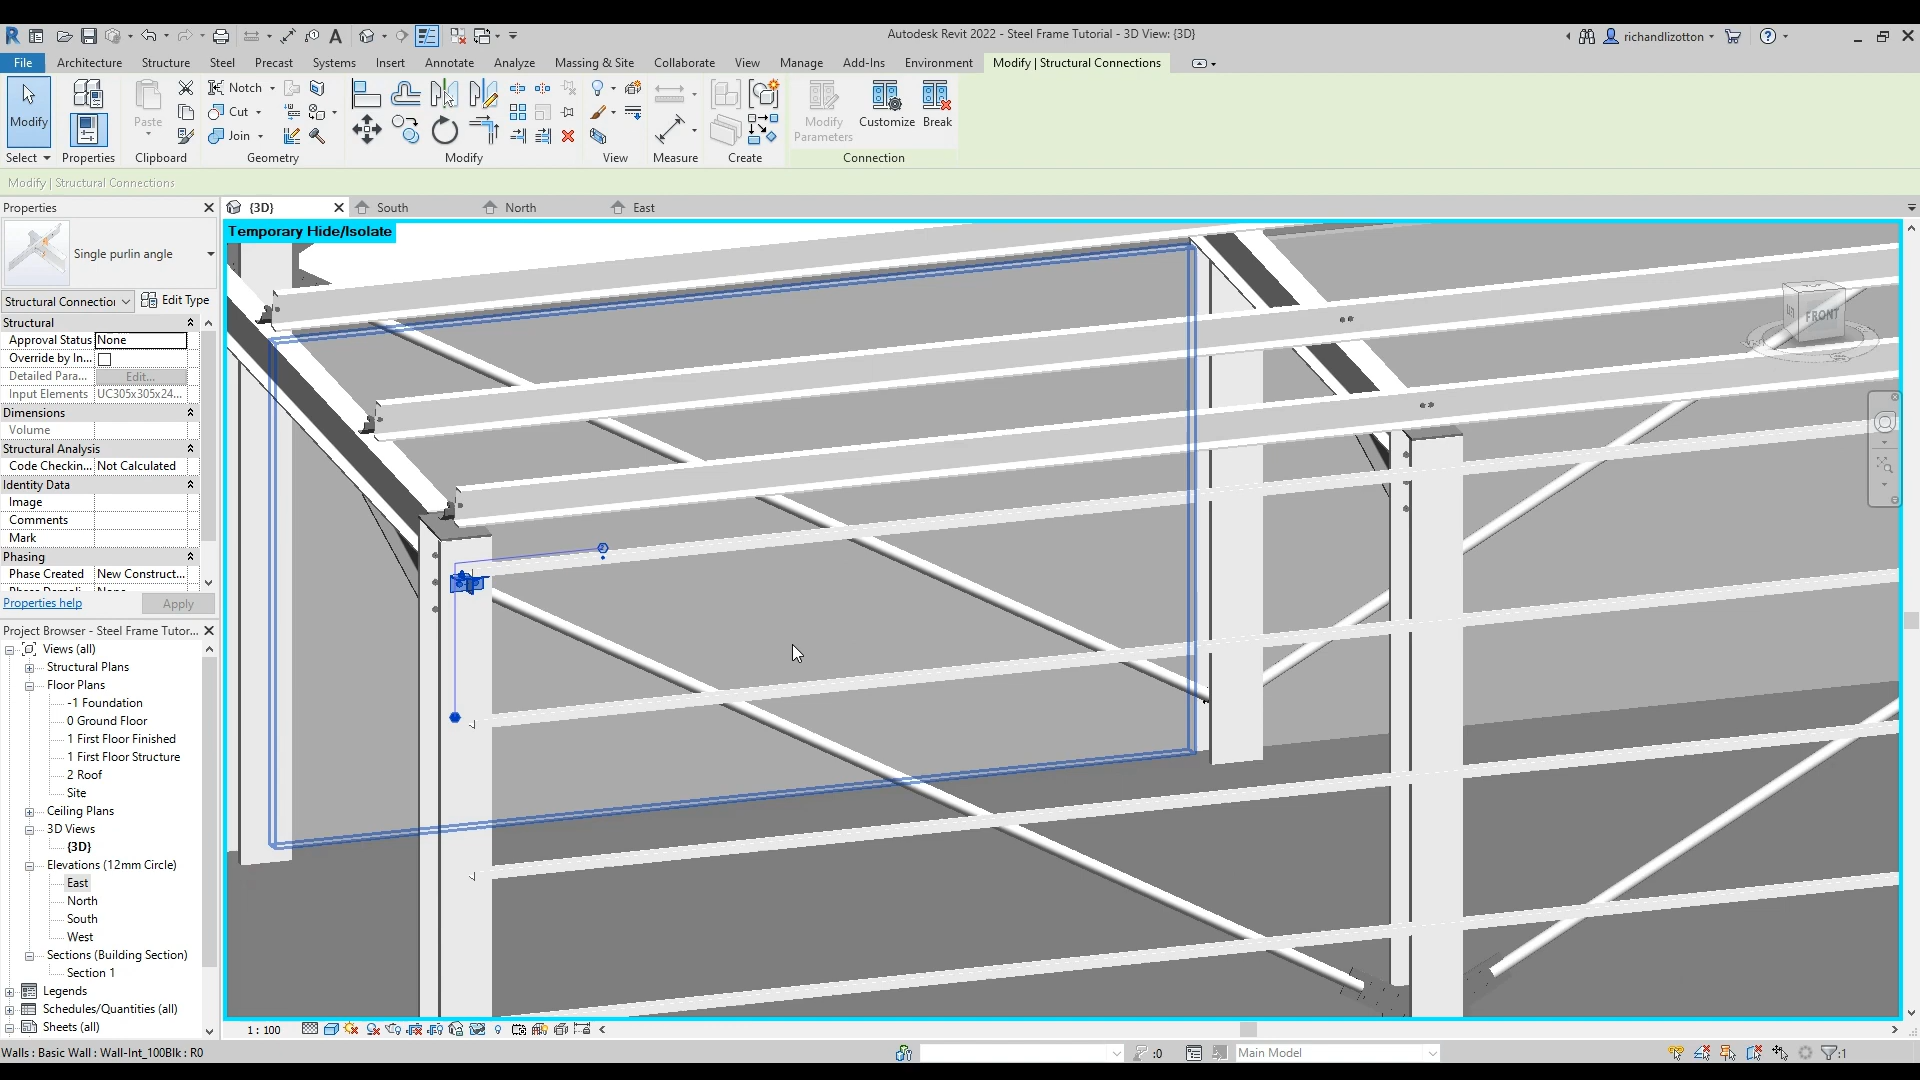 Autodesk Revit 2022 - Steel Frame Tutorial - 3D View: {3D}
richandlizotton
File Architecture Structure Steel Precast Systems Insert Annotate Analyze Massing & Site Collaborate View Manage Add-Ins Environment Modify | Structural Connections
Modify
Notch
Cut
Join
Paste
Modify Parameters
Customize
Break
Select Properties Clipboard Geometry Modify View Measure Create Connection
Modify | Structural Connections
Properties
{3D} South North East
Temporary Hide/Isolate
Single purlin angle
Structural Connection Edit Type
Structural
Approval Status None
Override by In...
Detailed Para... Edit...
Input Elements UC305x305x24...
Dimensions
Volume
Structural Analysis
Code Checkin... Not Calculated
Identity Data
Image
Comments
Mark
Phasing
Phase Created New Construct...
Properties help Apply
Project Browser - Steel Frame Tutor...
Views (all)
Structural Plans
Floor Plans
-1 Foundation
0 Ground Floor
1 First Floor Finished
1 First Floor Structure
2 Roof
Site
Ceiling Plans
3D Views
{3D}
Elevations (12mm Circle)
East
North
South
West
Sections (Building Section)
Section 1
Legends
Schedules/Quantities (all)
Sheets (all)
FRONT
1 : 100
Walls : Basic Wall : Wall-Int_100Blk : R0
:0
Main Model
:1